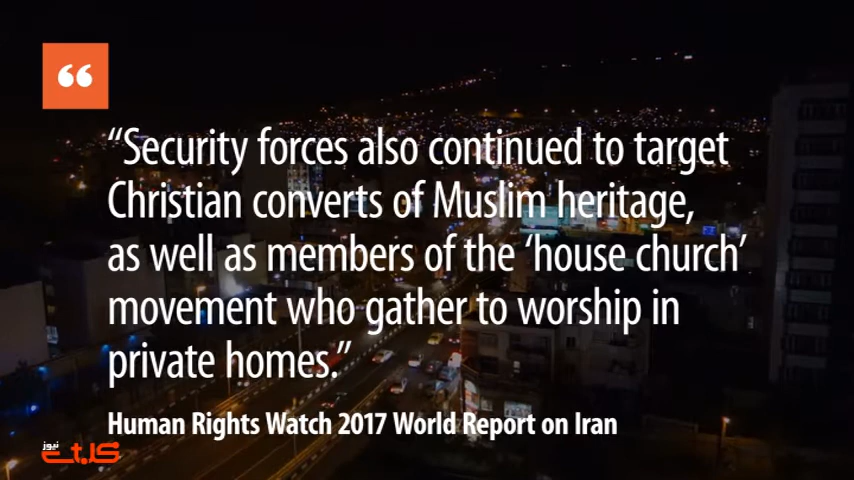 “Security forces also continued to target
Christian converts of Muslim heritage,
as well as members of the ‘house church’
movement who gather to worship in
private homes.”
Human Rights Watch 2017 World Report on Iran
نیوز